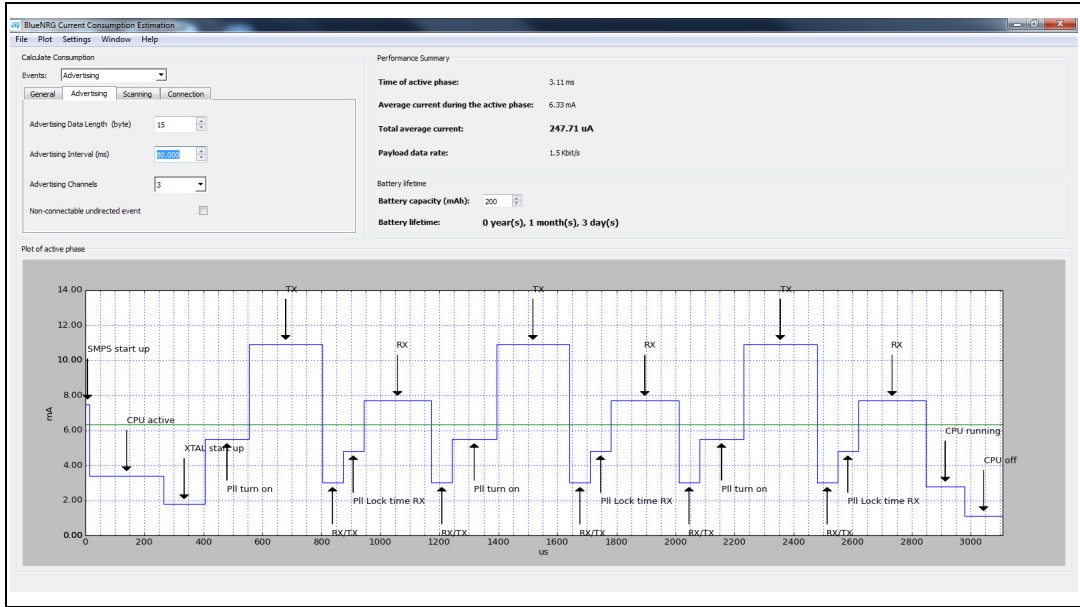 BlueNRG Current Consumption Estimation
File Plot Settings Window Help
Calculate Consumption
Events: Advertising
General Advertising Scanning Connection
Advertising Data Length (byte) 15
Advertising Interval (ms) 80.000
Advertising Channels 3
Non-connectable undirected event
Performance Summary
Time of active phase: 3.11 ms
Average current during the active phase: 6.33 mA
Total average current: 247.71 uA
Payload data rate: 1.5 Kbit/s
Battery lifetime
Battery capacity (mAh): 200
Battery lifetime: 0 year(s), 1 month(s), 3 day(s)
Plot of active phase
14.00
12.00
10.00
8.00
6.00
4.00
2.00
0.00
mA
SMPS start up
CPU active
XTAL start up
Pll turn on
TX
RX/TX
Pll Lock time RX
RX
RX/TX
Pll turn on
TX
RX/TX
Pll Lock time RX
RX
RX/TX
Pll turn on
TX
RX/TX
Pll Lock time RX
RX
CPU running
CPU off
0 200 400 600 800 1000 1200 1400 1600 1800 2000 2200 2400 2600 2800 3000
us